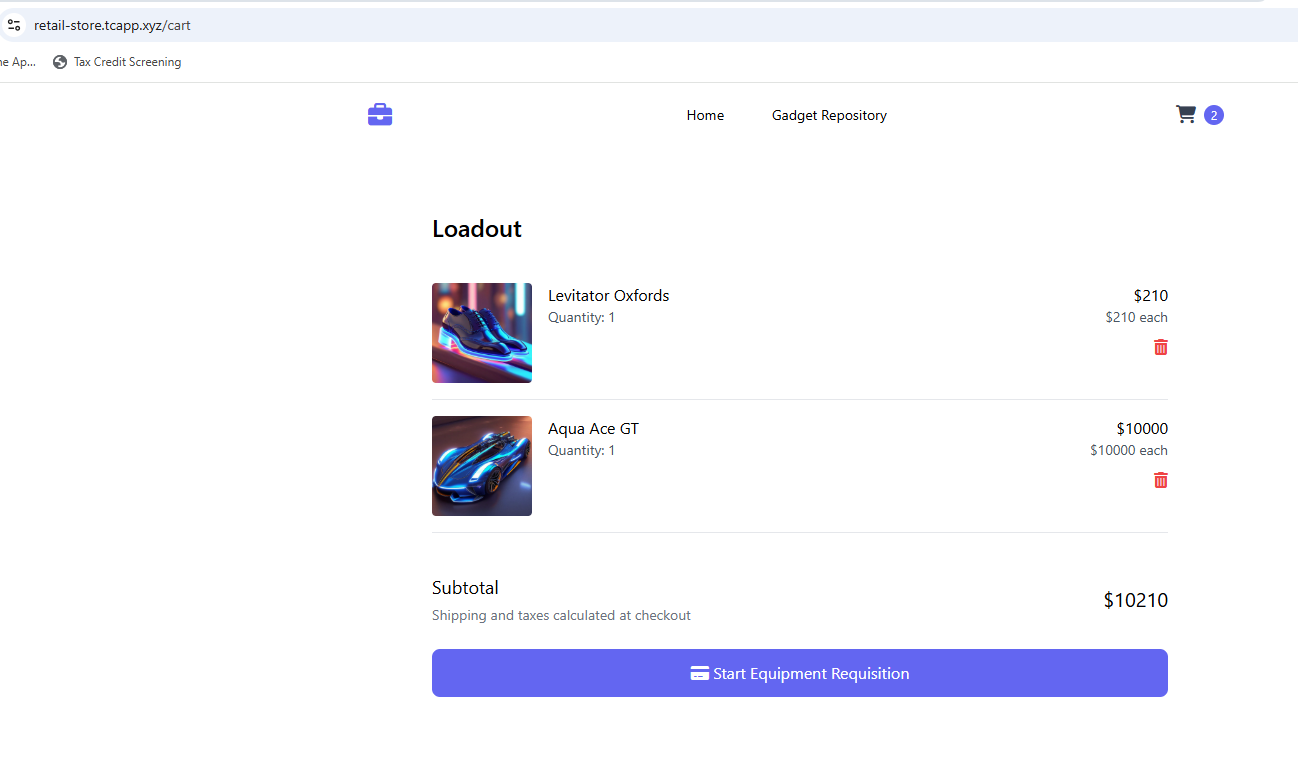 retail-store.tcapp.xyz/cart
ne Ap...
Tax Credit Screening
Home
Gadget Repository
2
Loadout
Levitator Oxfords
$210
Quantity: 1
$210 each
Aqua Ace GT
$10000
Quantity: 1
$10000 each
Subtotal
$10210
Shipping and taxes calculated at checkout
Start Equipment Requisition